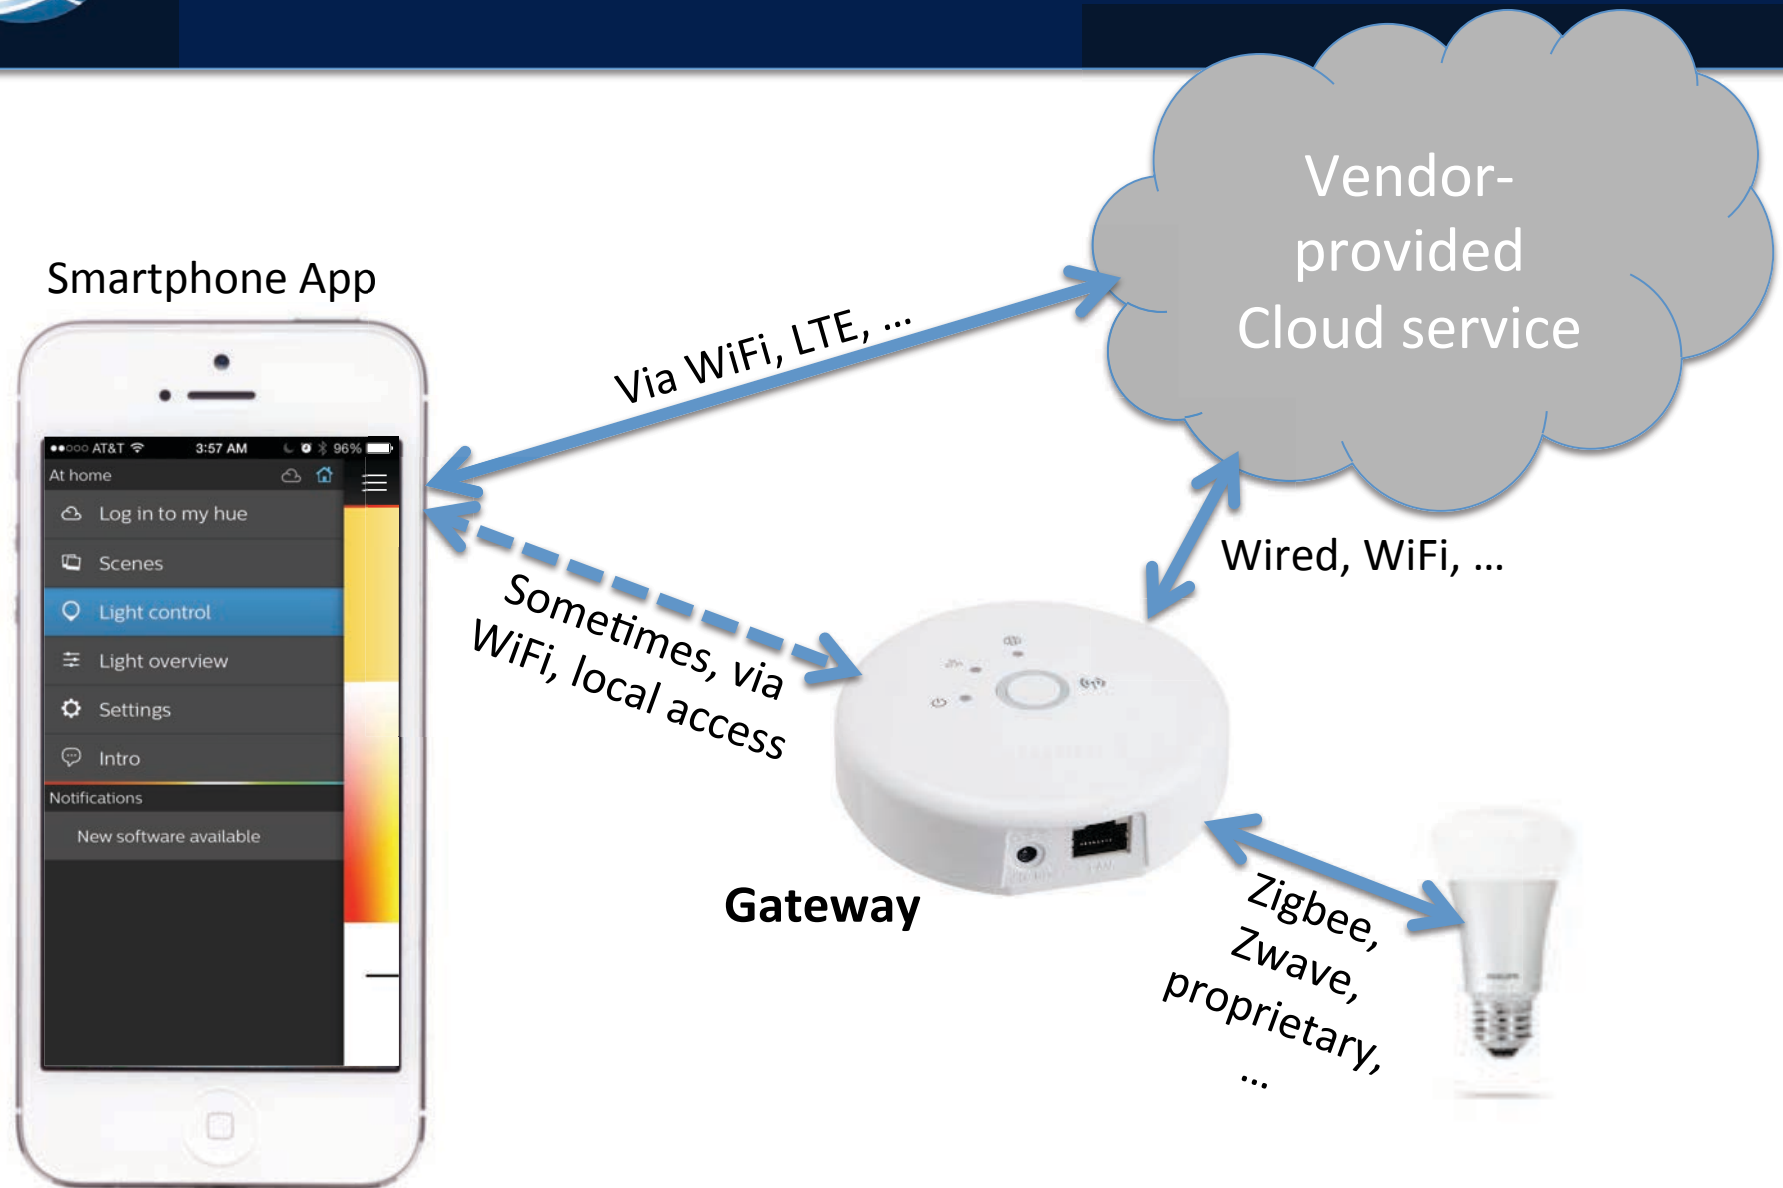 Vendor-
provided
Cloud service
Smartphone App
Via WiFi, LTE, ...
AT&T 3:57 AM 96%
At home
Log in to my hue
Scenes
Light control
Light overview
Settings
Intro
Notifications
New software available
Sometimes, via
WiFi, local access
Wired, WiFi, ...
Gateway
Zigbee,
Zwave,
proprietary,
...